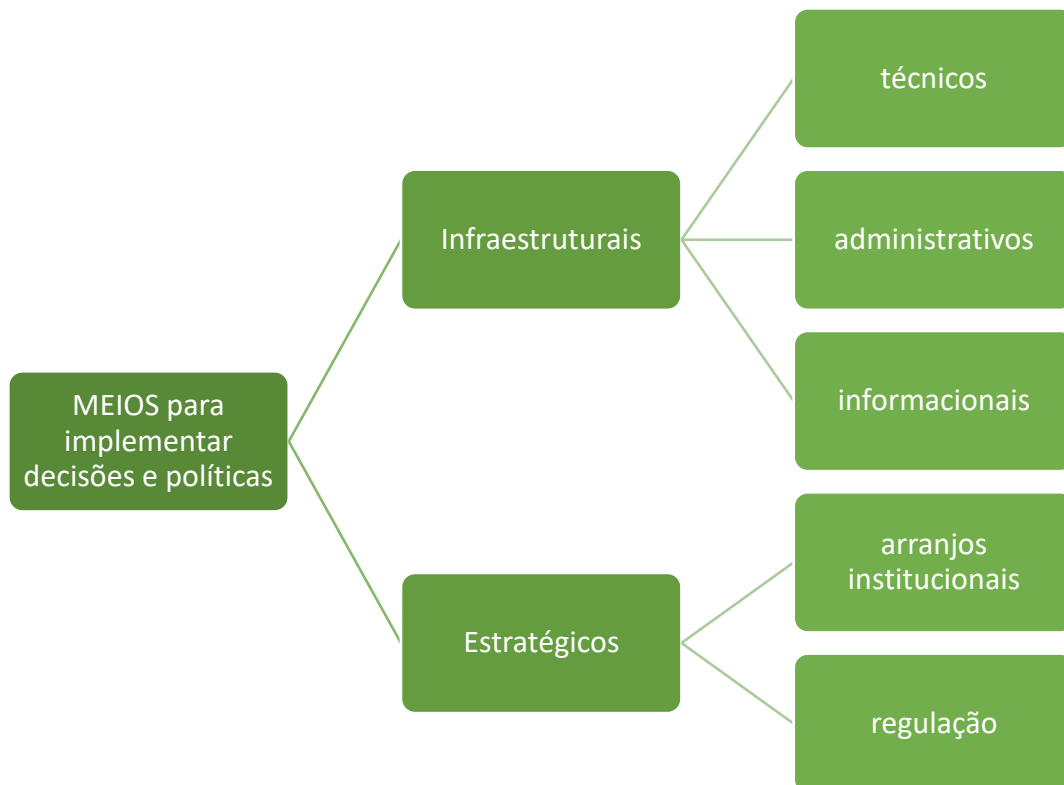 MEIOS para
implementar
decisões e políticas
Infraestruturais
técnicos
administrativos
informacionais
Estratégicos
arranjos
institucionais
regulação